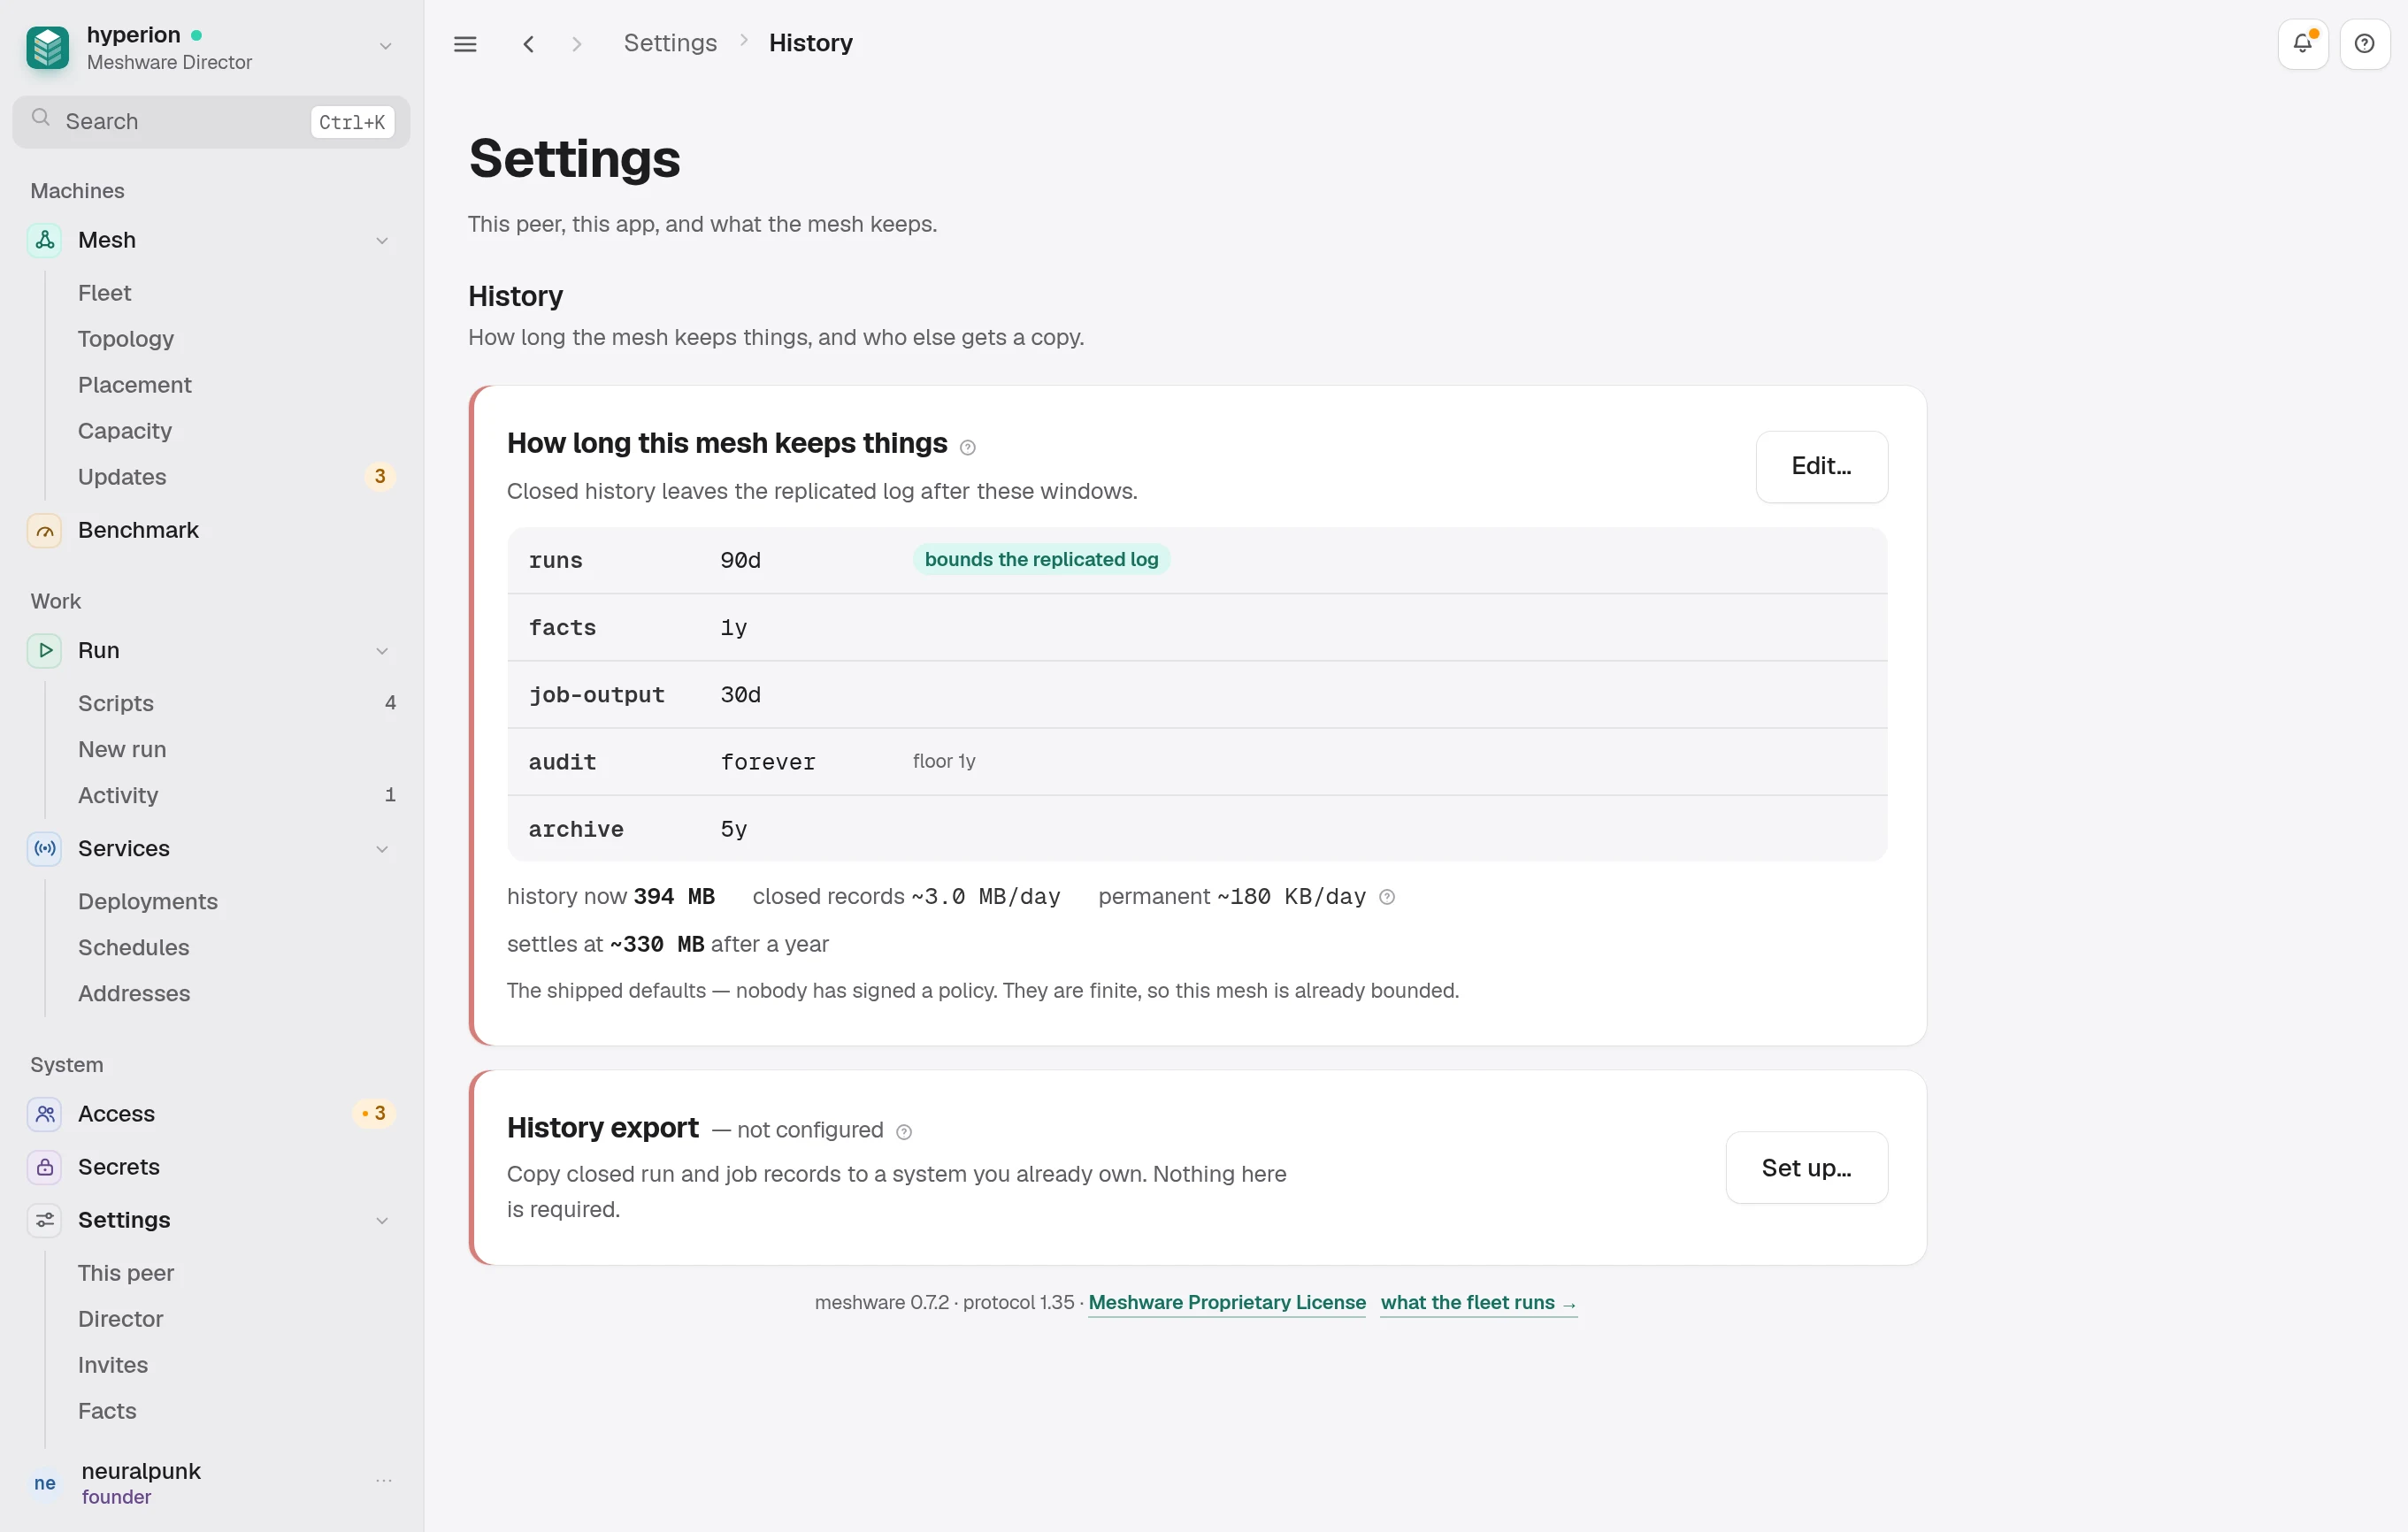 hyperion
Meshware Director
Search
Ctrl+K
Machines
Mesh
Fleet
Topology
Placement
Capacity
Updates 3
Benchmark
Work
Run
Scripts 4
New run
Activity 1
Services
Deployments
Schedules
Addresses
System
Access 3
Secrets
Settings
This peer
Director
Invites
Facts
ne
neuralpunk
founder
Settings > History
Settings
This peer, this app, and what the mesh keeps.
History
How long the mesh keeps things, and who else gets a copy.
How long this mesh keeps things
Edit...
Closed history leaves the replicated log after these windows.
runs 90d bounds the replicated log
facts 1y
job-output 30d
audit forever floor 1y
archive 5y
history now 394 MB closed records ~3.0 MB/day permanent ~180 KB/day
settles at ~330 MB after a year
The shipped defaults — nobody has signed a policy. They are finite, so this mesh is already bounded.
History export — not configured
Copy closed run and job records to a system you already own. Nothing here
is required.
Set up...
meshware 0.7.2 · protocol 1.35 · Meshware Proprietary License what the fleet runs →